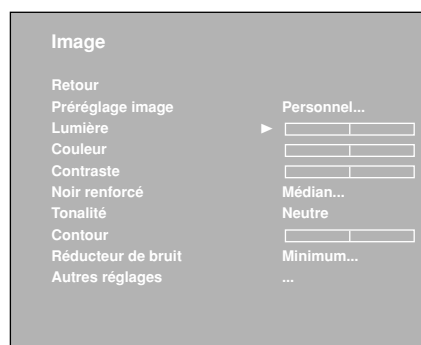 Image
Retour
Préréglage image Personnel...
Lumière
Couleur
Contraste
Noir renforcé Médian...
Tonalité Neutre
Contour
Réducteur de bruit Minimum...
Autres réglages ...